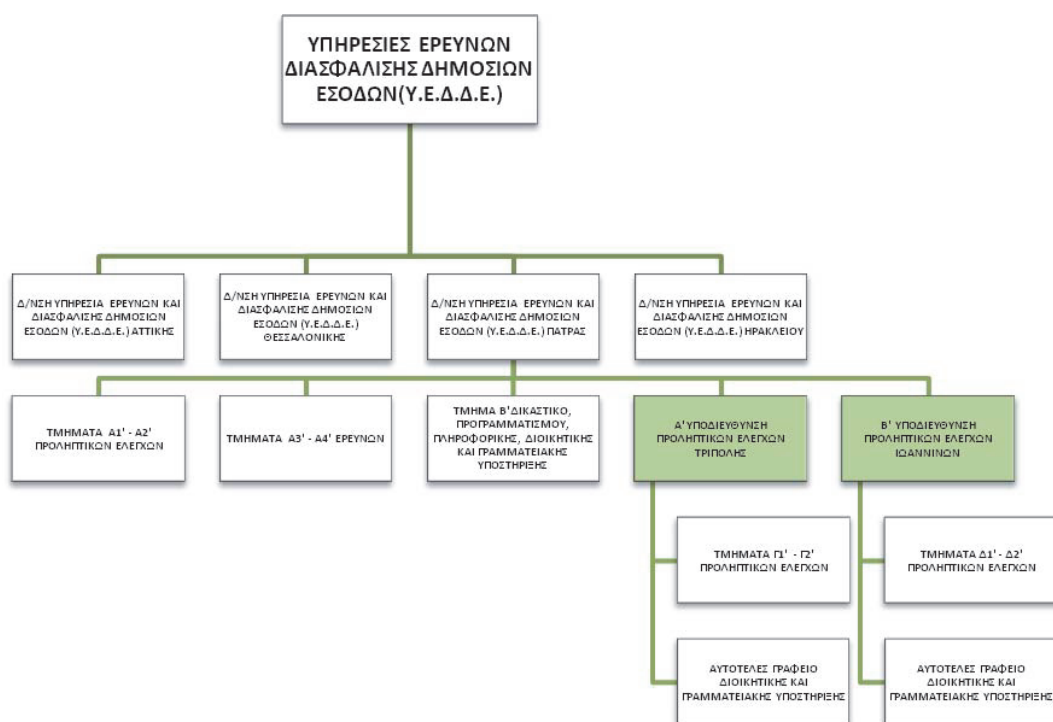 ΥΠΗΡΕΣΙΕΣ ΕΡΕΥΝΩΝ
ΔΙΑΣΦΑΛΙΣΗΣ ΔΗΜΟΣΙΩΝ
ΕΣΟΔΩΝ(Υ.Ε.Δ.Δ.Ε.)
Δ/ΝΣΗ ΥΠΗΡΕΣΙΑ ΕΡΕΥΝΩΝ ΚΑΙ
ΔΙΑΣΦΑΛΙΣΗΣ ΔΗΜΟΣΙΩΝ
ΕΣΟΔΩΝ (Υ.Ε.Δ.Δ.Ε.) ΑΤΤΙΚΗΣ
Δ/ΝΣΗ ΥΠΗΡΕΣΙΑ ΕΡΕΥΝΩΝ ΚΑΙ
ΔΙΑΣΦΑΛΙΣΗΣ ΔΗΜΟΣΙΩΝ
ΕΣΟΔΩΝ (Υ.Ε.Δ.Δ.Ε.)
ΘΕΣΣΑΛΟΝΙΚΗΣ
Δ/ΝΣΗ ΥΠΗΡΕΣΙΑ ΕΡΕΥΝΩΝ ΚΑΙ
ΔΙΑΣΦΑΛΙΣΗΣ ΔΗΜΟΣΙΩΝ
ΕΣΟΔΩΝ (Υ.Ε.Δ.Δ.Ε.) ΠΑΤΡΑΣ
Δ/ΝΣΗ ΥΠΗΡΕΣΙΑ ΕΡΕΥΝΩΝ ΚΑΙ
ΔΙΑΣΦΑΛΙΣΗΣ ΔΗΜΟΣΙΩΝ
ΕΣΟΔΩΝ (Υ.Ε.Δ.Δ.Ε.) ΗΡΑΚΛΕΙΟΥ
ΤΜΗΜΑΤΑ Α1' - Α2'
ΠΡΟΛΗΠΤΙΚΩΝ ΕΛΕΓΧΩΝ
ΤΜΗΜΑΤΑ Α3' - Α4' ΕΡΕΥΝΩΝ
ΤΜΗΜΑ Β' ΔΙΚΑΣΤΙΚΟ,
ΠΡΟΓΡΑΜΜΑΤΙΣΜΟΥ,
ΠΛΗΡΟΦΟΡΙΚΗΣ, ΔΙΟΙΚΗΤΙΚΗΣ
ΚΑΙ ΓΡΑΜΜΑΤΕΙΑΚΗΣ
ΥΠΟΣΤΗΡΙΞΗΣ
Α' ΥΠΟΔΙΕΥΘΥΝΣΗ
ΠΡΟΛΗΠΤΙΚΩΝ ΕΛΕΓΧΩΝ
ΤΡΙΠΟΛΗΣ
Β' ΥΠΟΔΙΕΥΘΥΝΣΗ
ΠΡΟΛΗΠΤΙΚΩΝ ΕΛΕΓΧΩΝ
ΙΩΑΝΝΙΝΩΝ
ΤΜΗΜΑΤΑ Γ1' - Γ2'
ΠΡΟΛΗΠΤΙΚΩΝ ΕΛΕΓΧΩΝ
ΤΜΗΜΑΤΑ Δ1' - Δ2'
ΠΡΟΛΗΠΤΙΚΩΝ ΕΛΕΓΧΩΝ
ΑΥΤΟΤΕΛΕΣ ΓΡΑΦΕΙΟ
ΔΙΟΙΚΗΤΙΚΗΣ ΚΑΙ
ΓΡΑΜΜΑΤΕΙΑΚΗΣ ΥΠΟΣΤΗΡΙΞΗΣ
ΑΥΤΟΤΕΛΕΣ ΓΡΑΦΕΙΟ
ΔΙΟΙΚΗΤΙΚΗΣ ΚΑΙ
ΓΡΑΜΜΑΤΕΙΑΚΗΣ ΥΠΟΣΤΗΡΙΞΗΣ